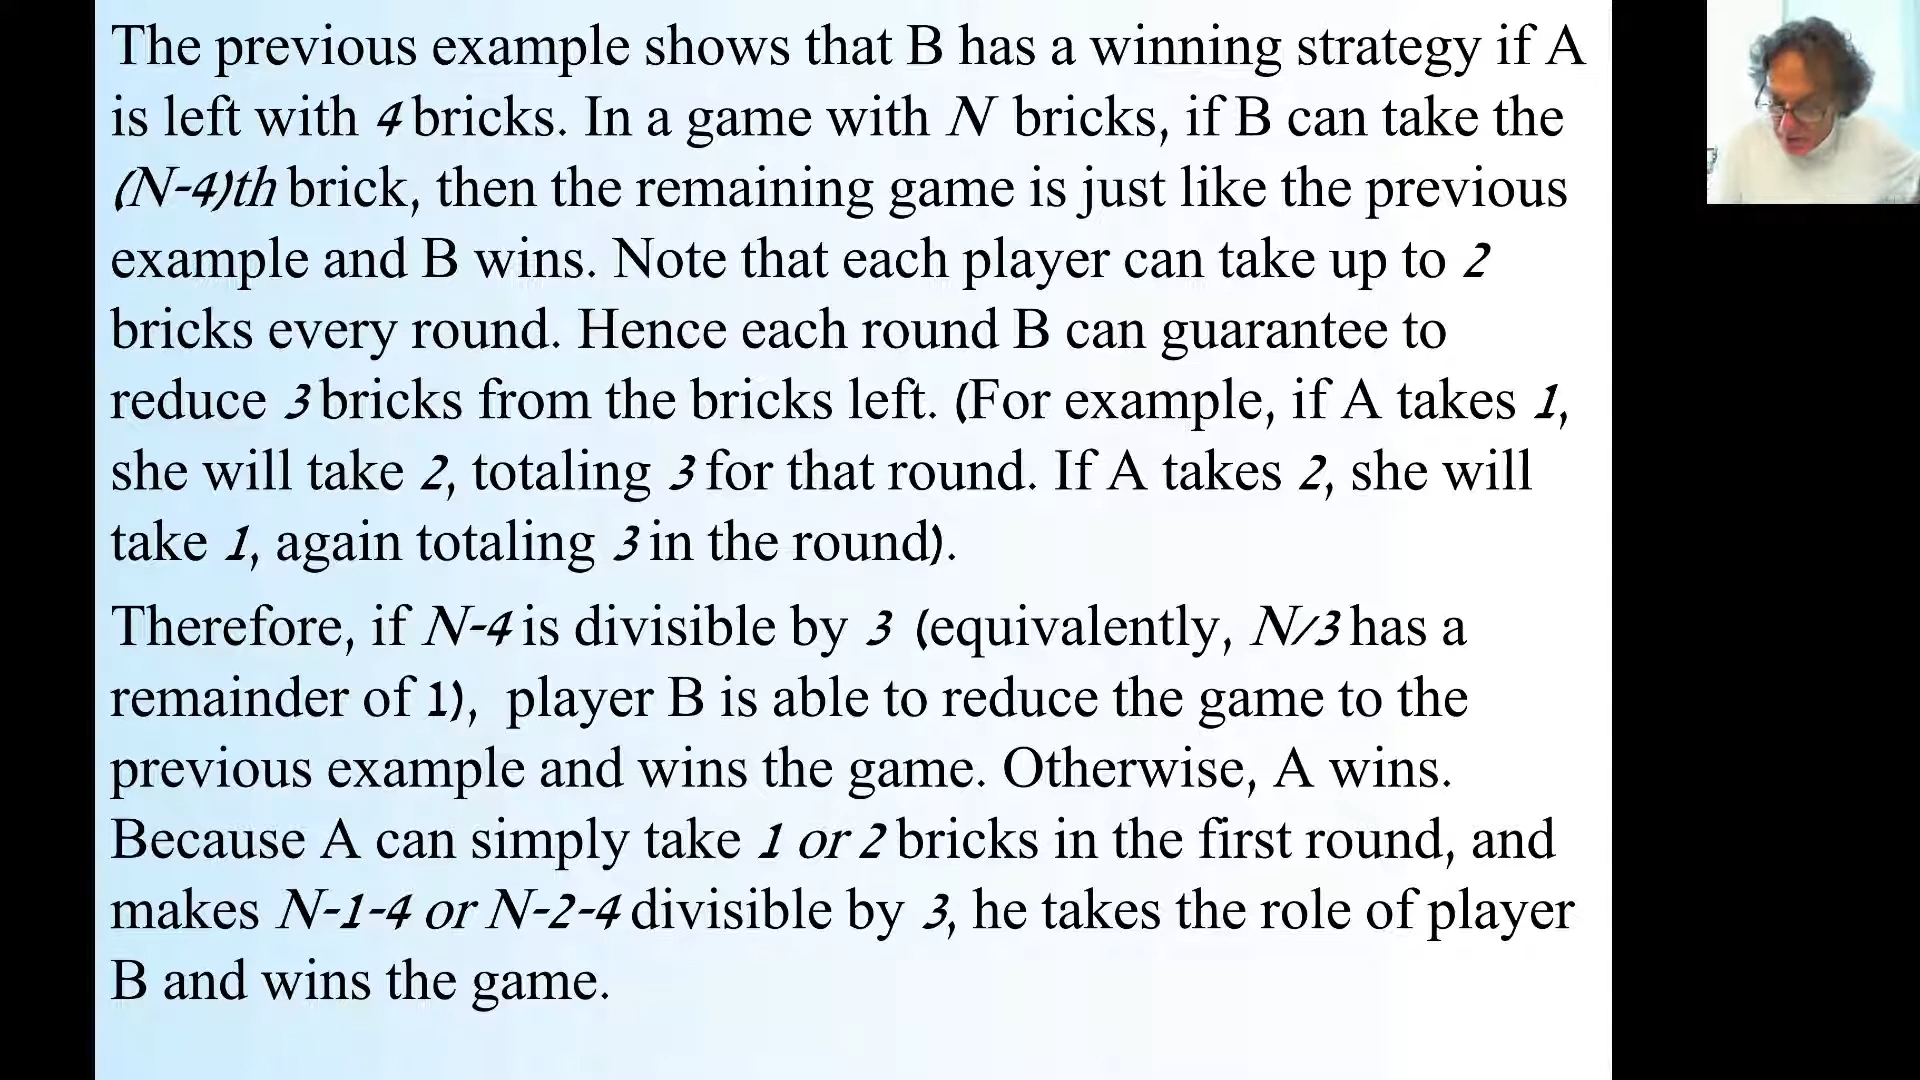 The previous example shows that B has a winning strategy if A
is left with 4 bricks. In a game with N bricks, if B can take the
(N-4)th brick, then the remaining game is just like the previous
example and B wins. Note that each player can take up to 2
bricks every round. Hence each round B can guarantee to
reduce 3 bricks from the bricks left. (For example, if A takes 1,
she will take 2, totaling 3 for that round. If A takes 2, she will
take 1, again totaling 3 in the round).
Therefore, if N-4 is divisible by 3 (equivalently, N/3 has a
remainder of 1), player B is able to reduce the game to the
previous example and wins the game. Otherwise, A wins.
Because A can simply take 1 or 2 bricks in the first round, and
makes N-1-4 or N-2-4 divisible by 3, he takes the role of player
B and wins the game.